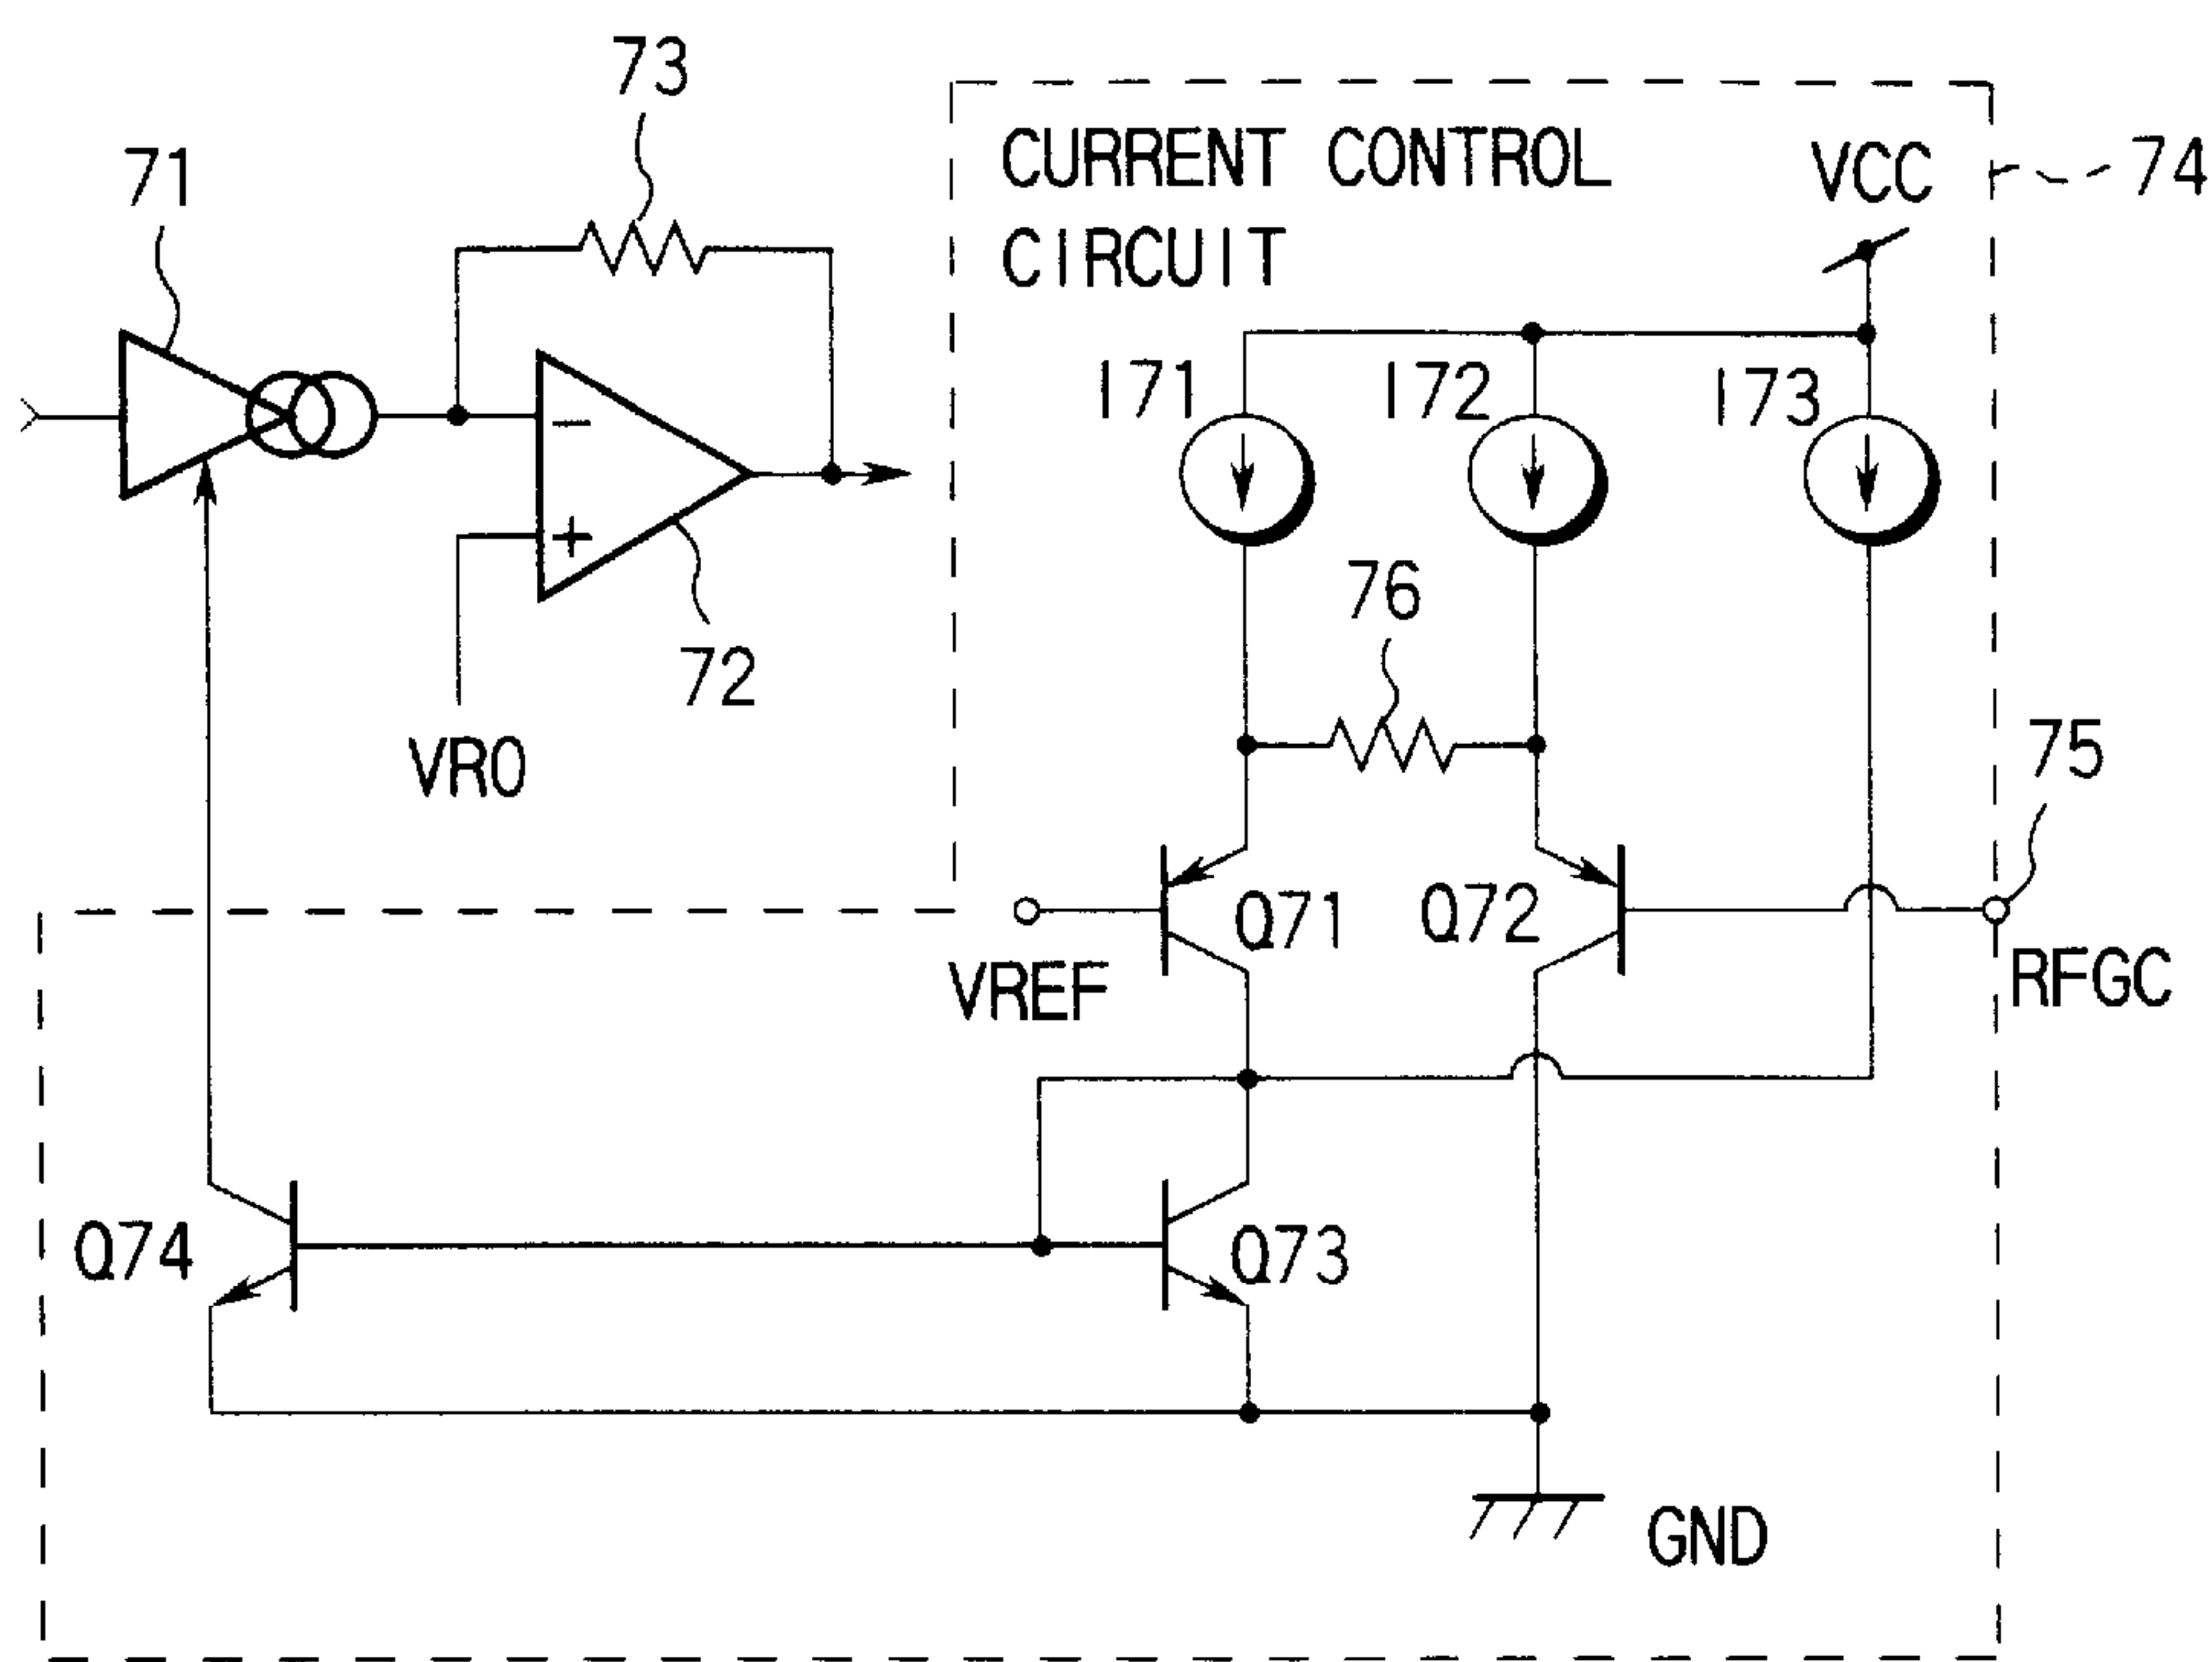 73
CURRENT CONTROL
CIRCUIT
VCC
74
71
I71
I72
I73
−
+
72
76
VR0
75
Q71
Q72
VREF
RFGC
Q74
Q73
GND